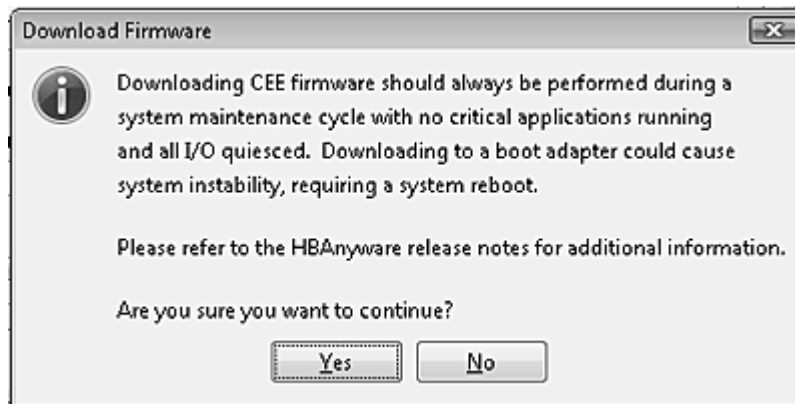 Download Firmware
Downloading CEE firmware should always be performed during a
system maintenance cycle with no critical applications running
and all I/O quiesced. Downloading to a boot adapter could cause
system instability, requiring a system reboot.
Please refer to the HBAnyware release notes for additional information.
Are you sure you want to continue?
Yes
No